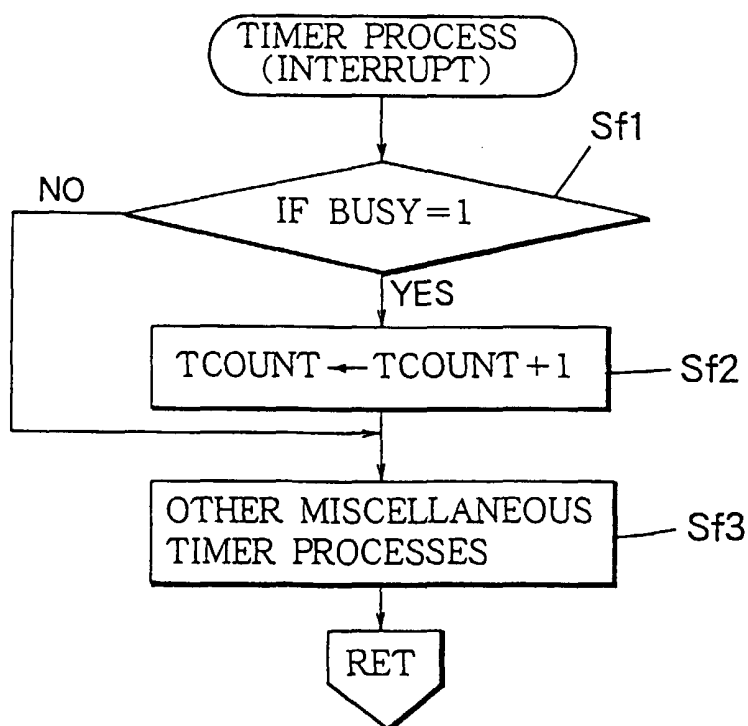 TIMER PROCESS
(INTERRUPT)
Sf1
NO
IF BUSY=1
YES
TCOUNT ← TCOUNT+1
Sf2
OTHER MISCELLANEOUS
TIMER PROCESSES
Sf3
RET